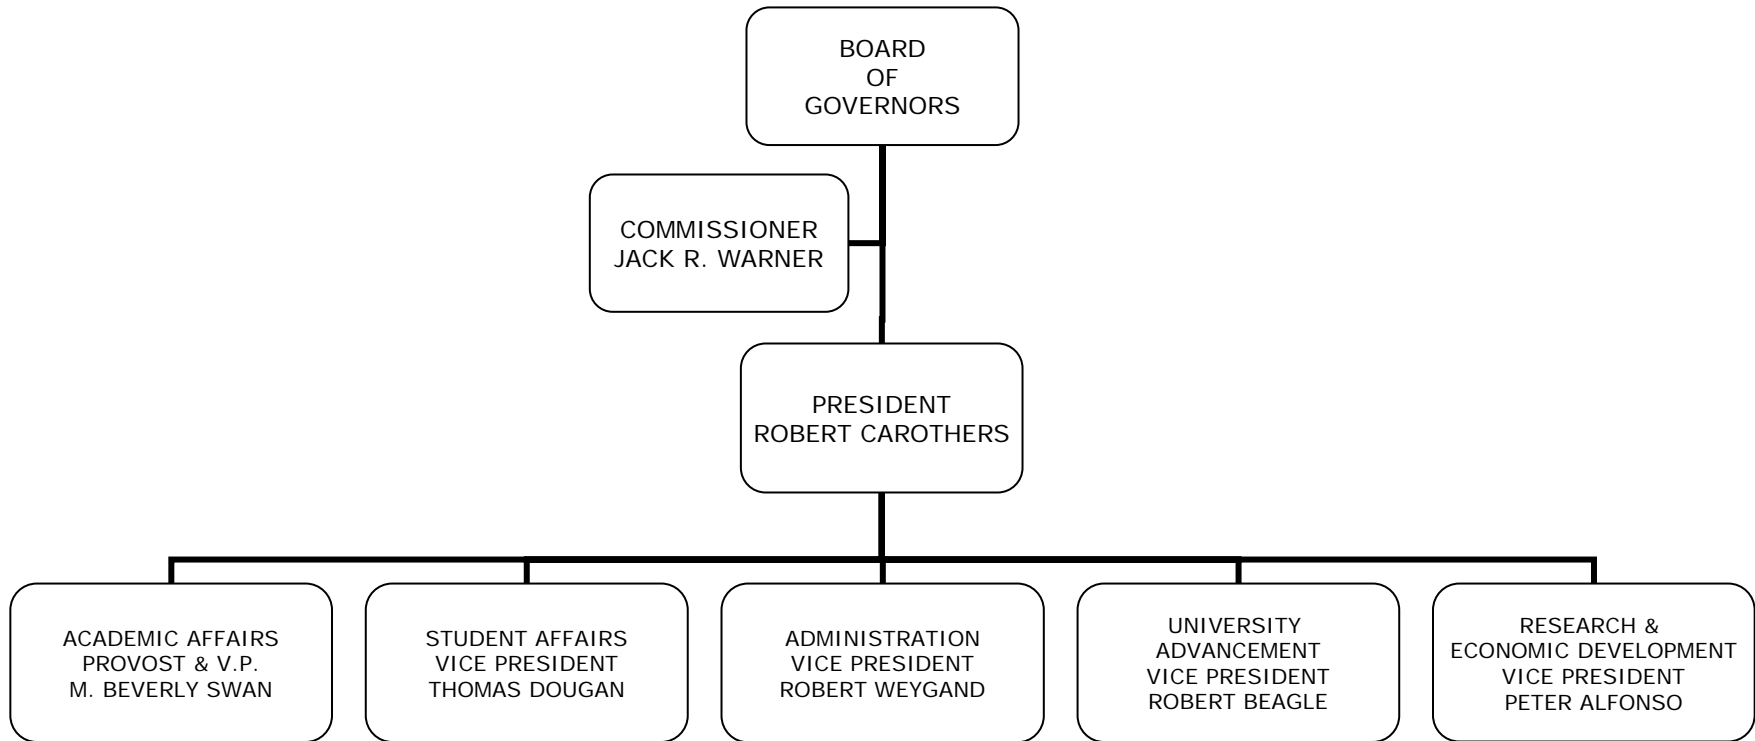 BOARD
OF
GOVERNORS
COMMISSIONER
JACK R. WARNER
PRESIDENT
ROBERT CAROTHERS
ACADEMIC AFFAIRS
PROVOST & V.P.
M. BEVERLY SWAN
STUDENT AFFAIRS
VICE PRESIDENT
THOMAS DOUGAN
ADMINISTRATION
VICE PRESIDENT
ROBERT WEYGAND
UNIVERSITY
ADVANCEMENT
VICE PRESIDENT
ROBERT BEAGLE
RESEARCH &
ECONOMIC DEVELOPMENT
VICE PRESIDENT
PETER ALFONSO